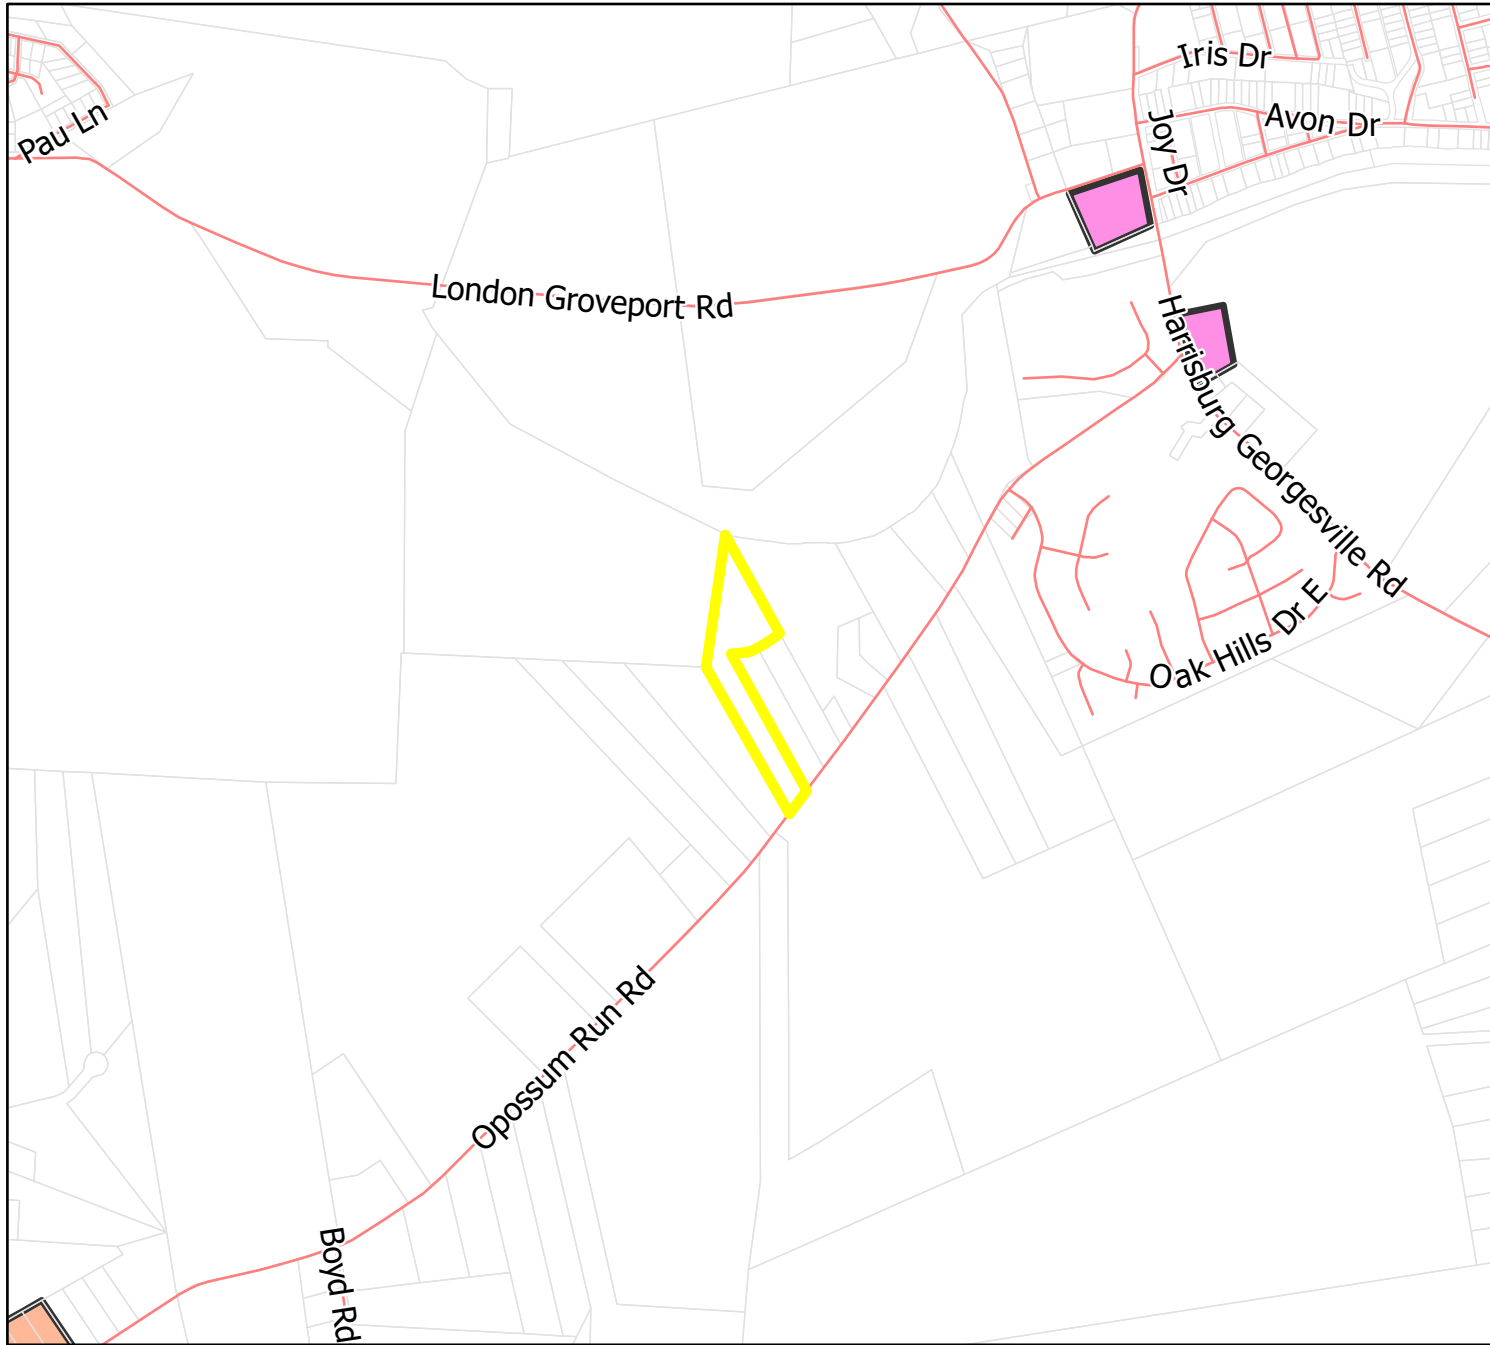 Iris Dr
Pau Ln
Avon Dr
Joy Dr
London Groveport Rd
Harrisburg Georgesville Rd
Oak Hills Dr E
Opossum Run Rd
Boyd Rd